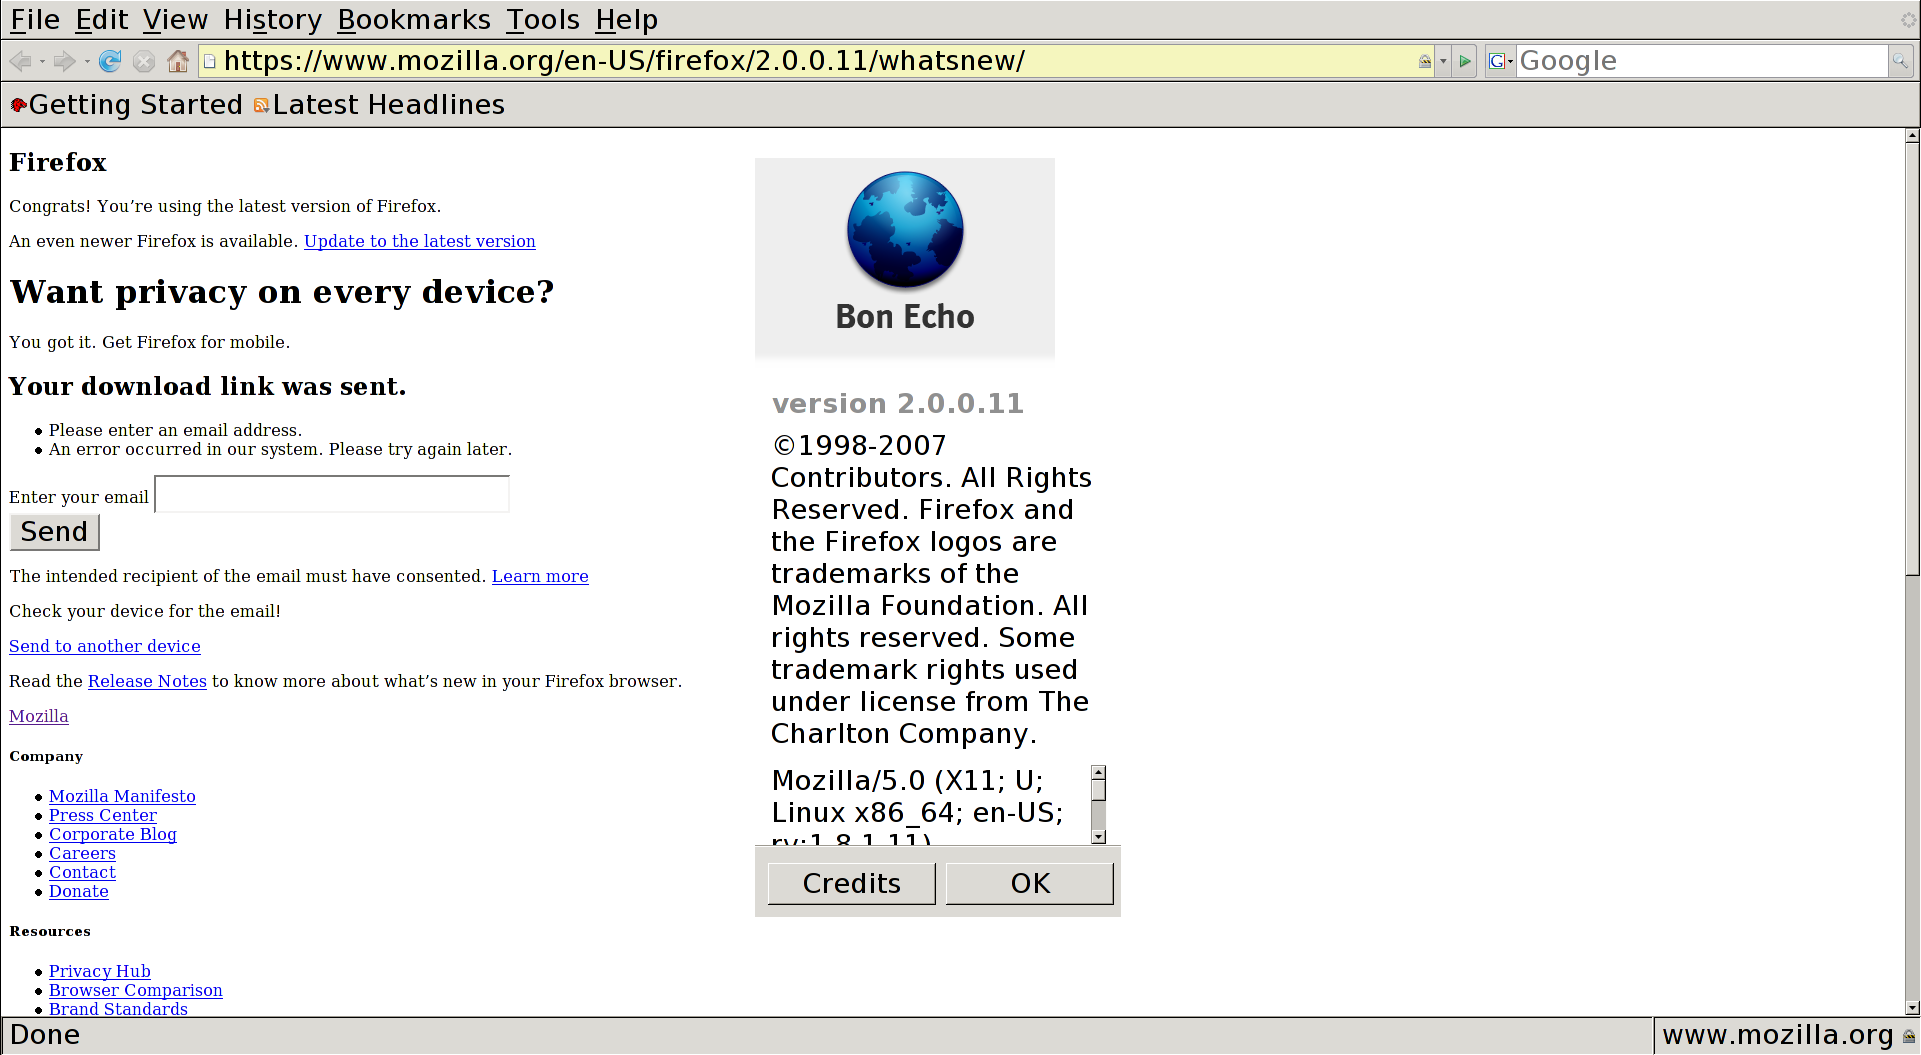 File Edit View History Bookmarks Tools Help
https://www.mozilla.org/en-US/firefox/2.0.0.11/whatsnew/
G
Google
Getting Started Latest Headlines
Firefox
Congrats! You’re using the latest version of Firefox.
An even newer Firefox is available. Update to the latest version
Want privacy on every device?
You got it. Get Firefox for mobile.
Your download link was sent.
Please enter an email address.
An error occurred in our system. Please try again later.
Enter your email
Send
The intended recipient of the email must have consented. Learn more
Check your device for the email!
Send to another device
Read the Release Notes to know more about what’s new in your Firefox browser.
Mozilla
Company
Mozilla Manifesto
Press Center
Corporate Blog
Careers
Contact
Donate
Resources
Privacy Hub
Browser Comparison
Brand Standards
Bon Echo
version 2.0.0.11
©1998-2007
Contributors. All Rights
Reserved. Firefox and
the Firefox logos are
trademarks of the
Mozilla Foundation. All
rights reserved. Some
trademark rights used
under license from The
Charlton Company.
Mozilla/5.0 (X11; U;
Linux x86_64; en-US;
rv:1.8.1.11)
Credits OK
Done
www.mozilla.org